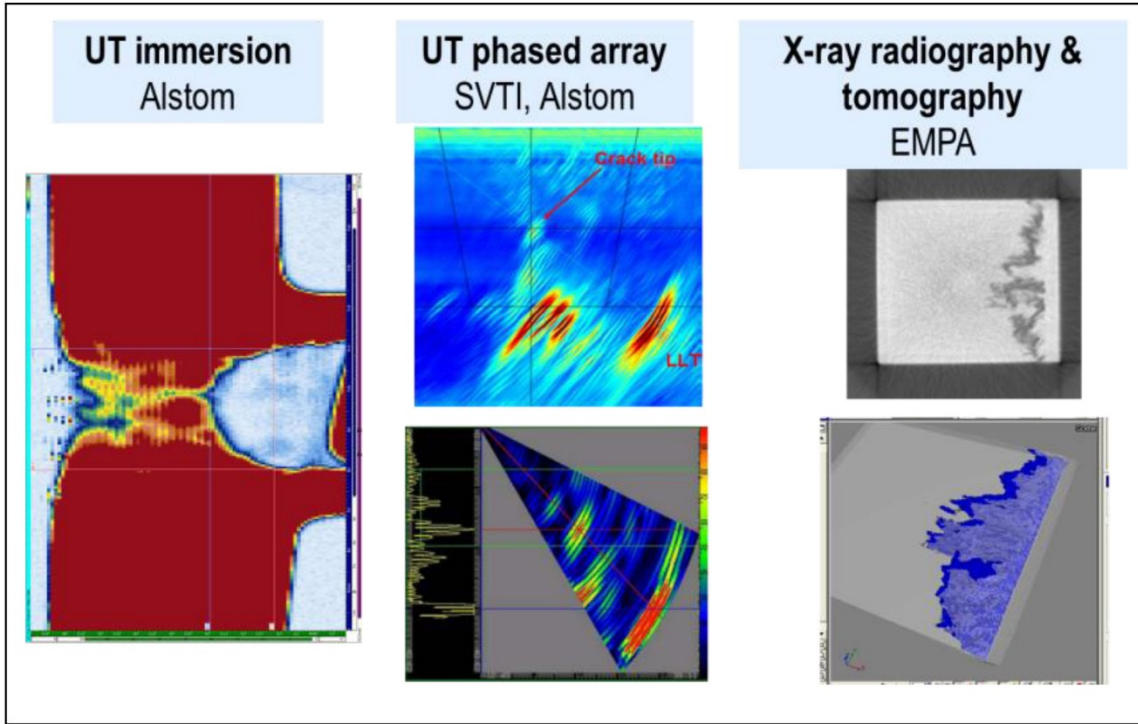 UT immersion
Alstom
UT phased array
SVTI, Alstom
X-ray radiography &
tomography
EMPA
Crack tip
LLT